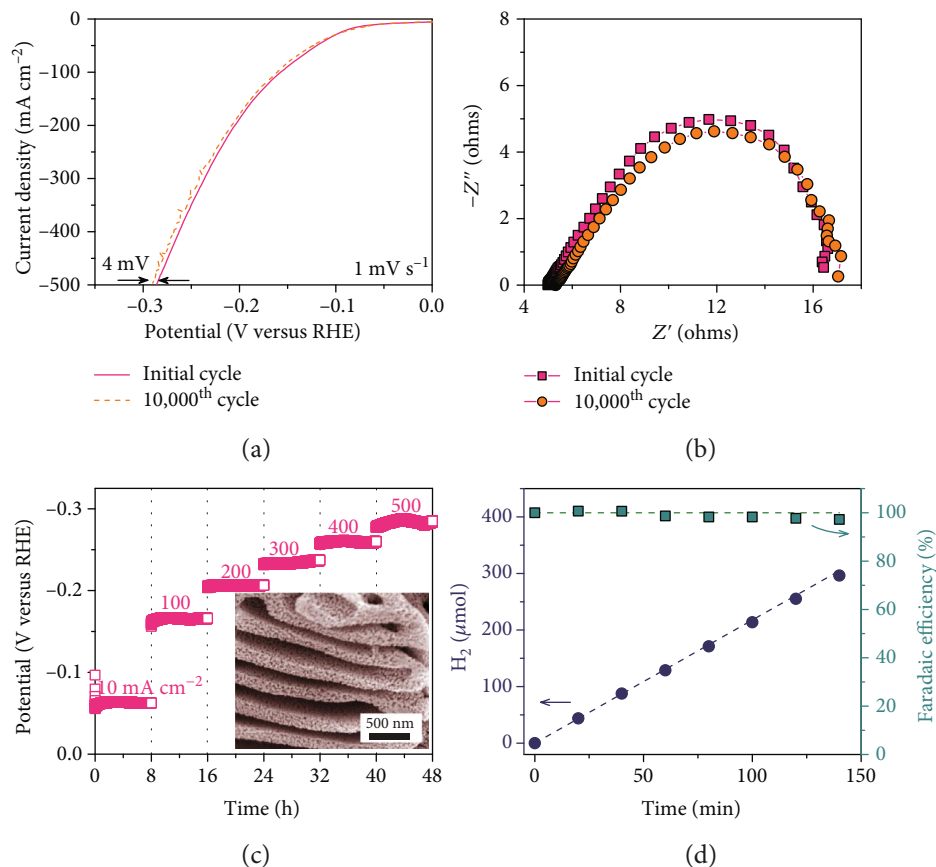 0
−100
−200
−300
−400
−500
Current density (mA cm−2)
4 mV
1 mV s−1
−0.3
−0.2
−0.1
0.0
Potential (V versus RHE)
Initial cycle
10,000th cycle
(a)
8
6
4
2
0
−Z″ (ohms)
4
8
12
16
Z′ (ohms)
Initial cycle
10,000th cycle
(b)
−0.3
−0.2
−0.1
0.0
Potential (V versus RHE)
10 mA cm−2
100
200
300
400
500
500 nm
0
8
16
24
32
40
48
Time (h)
(c)
400
300
200
100
0
H2 (μmol)
100
80
60
40
20
0
Faradaic efficiency (%)
0
50
100
150
Time (min)
(d)